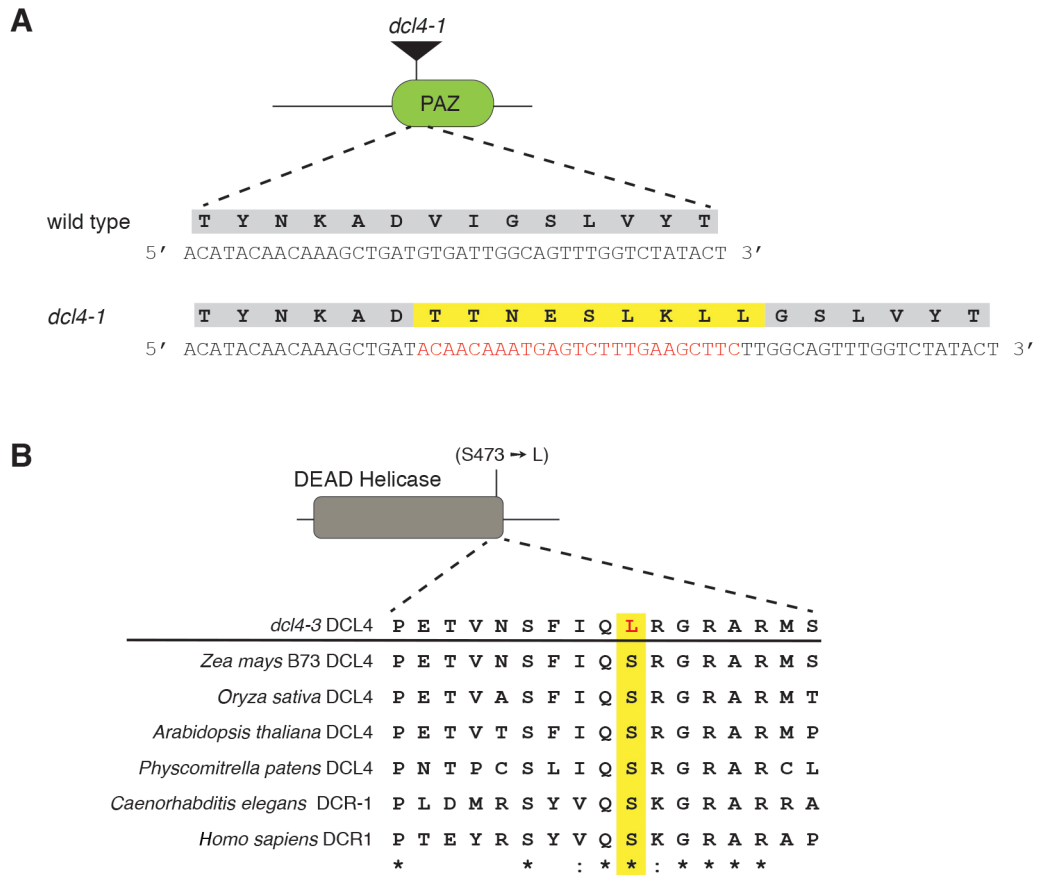 A
dcl4-1
PAZ
wild type T Y N K A D V I G S L V Y T
5′ ACATACAACAAAGCTGATGTGATTGGCAGTTTGGTCTATACT 3′
dcl4-1 T Y N K A D T T N E S L K L L G S L V Y T
5′ ACATACAACAAAGCTGATACAACAAATGAGTCTTTGAAGCTTCTTGGCAGTTTGGTCTATACT 3′
B
(S473 → L)
DEAD Helicase
dcl4-3 DCL4 P E T V N S F I Q L R G R A R M S
Zea mays B73 DCL4 P E T V N S F I Q S R G R A R M S
Oryza sativa DCL4 P E T V A S F I Q S R G R A R M T
Arabidopsis thaliana DCL4 P E T V T S F I Q S R G R A R M P
Physcomitrella patens DCL4 P N T P C S L I Q S R G R A R C L
Caenorhabditis elegans DCR-1 P L D M R S Y V Q S K G R A R R A
Homo sapiens DCR1 P T E Y R S Y V Q S K G R A R A P
* * : * * : * * * *